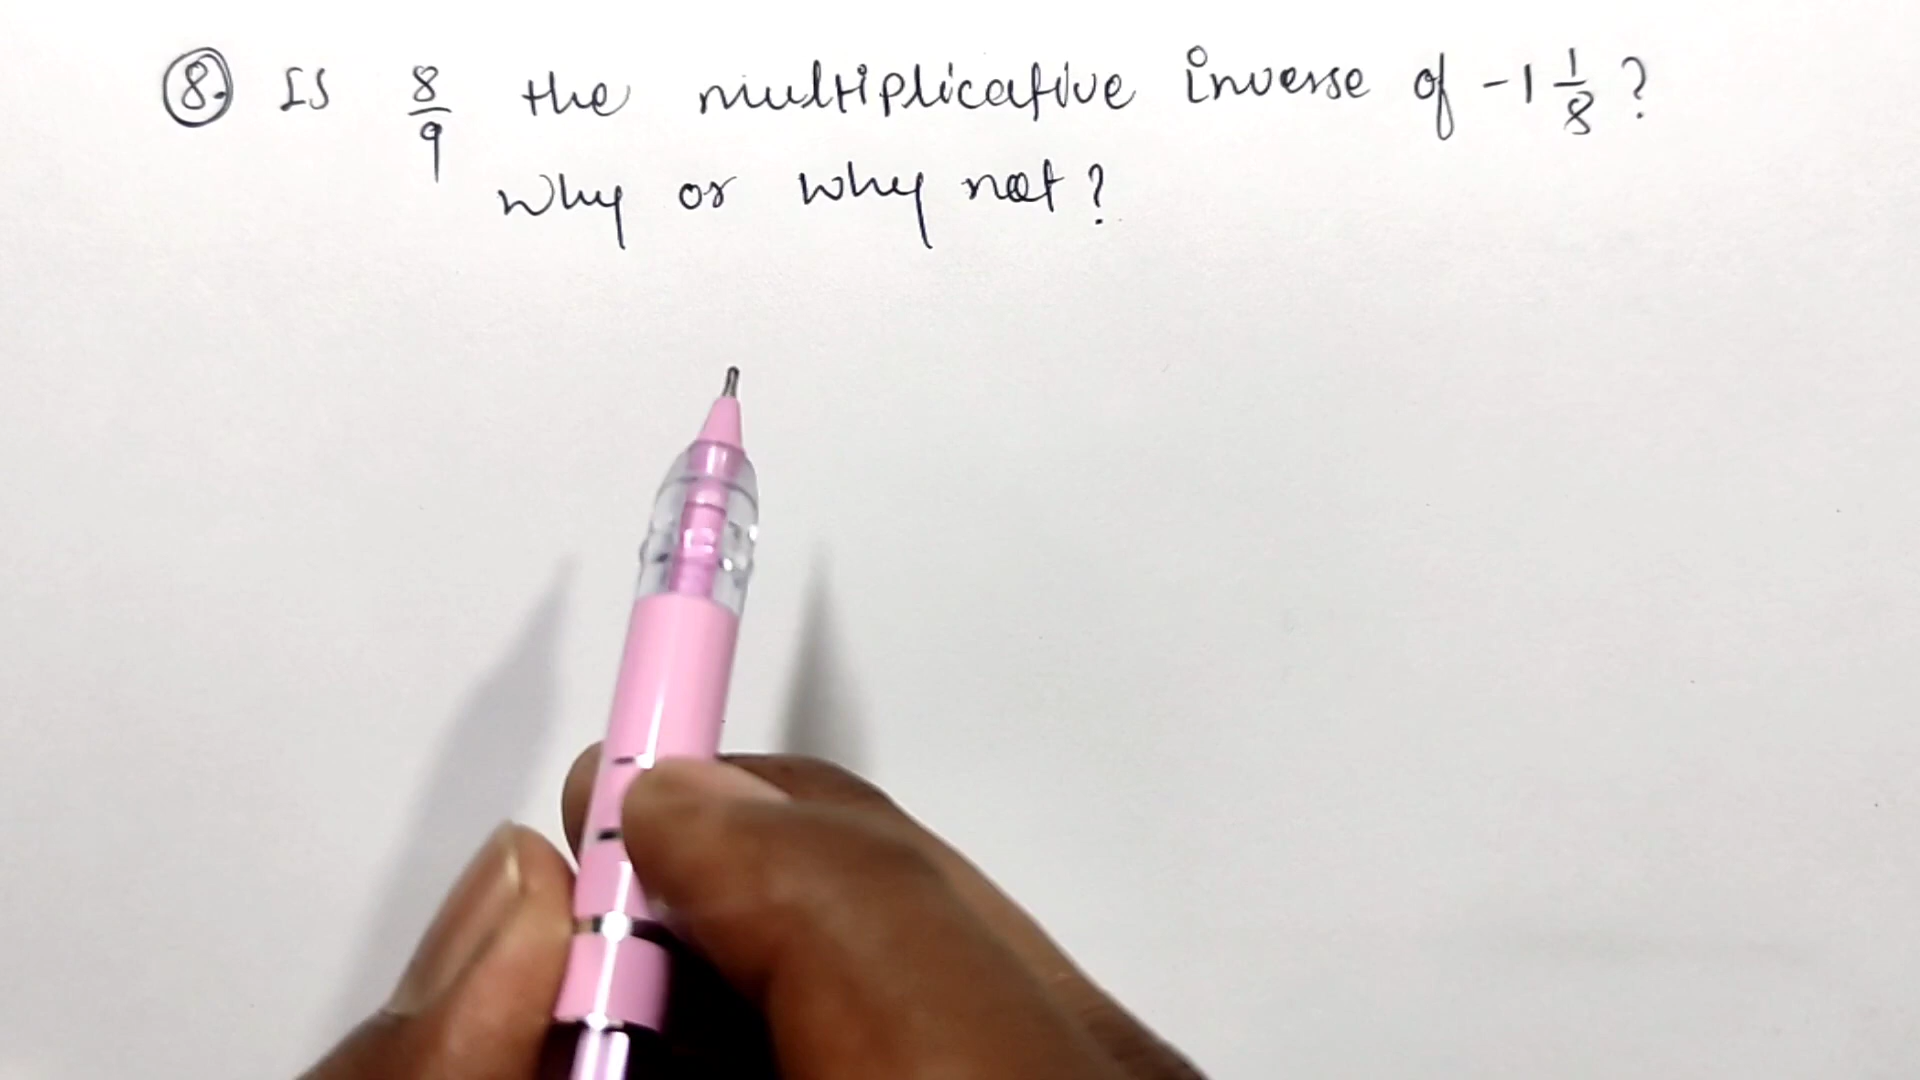 8. Is 8/9 the multiplicative inverse of -1 1/8 ?
Why or why not ?